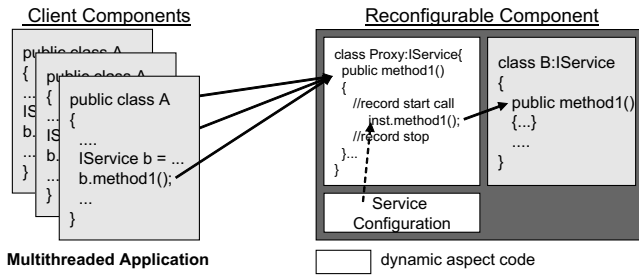 Client Components
Reconfigurable Component
public class A
{
...
IS
b.
...
}
public class A
{
...
IS
b.
...
}
public class A
{
....
IService b = ...
b.method1();
...
}
class Proxy:IService{
public method1()
{
//record start call
inst.method1();
//record stop
}...
}
class B:IService
{
public method1()
{...}
....
}
Service
Configuration
Multithreaded Application
dynamic aspect code